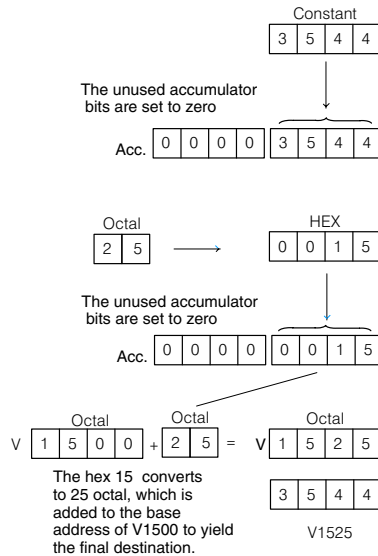 Constant
3 5 4 4
The unused accumulator
bits are set to zero
Acc. 0 0 0 0 3 5 4 4
Octal HEX
2 5 0 0 1 5
The unused accumulator
bits are set to zero
Acc. 0 0 0 0 0 0 1 5
Octal Octal Octal
V 1 5 0 0 + 2 5 = V 1 5 2 5
The hex 15 converts
to 25 octal, which is
added to the base
address of V1500 to yield
the final destination.
3 5 4 4
V1525